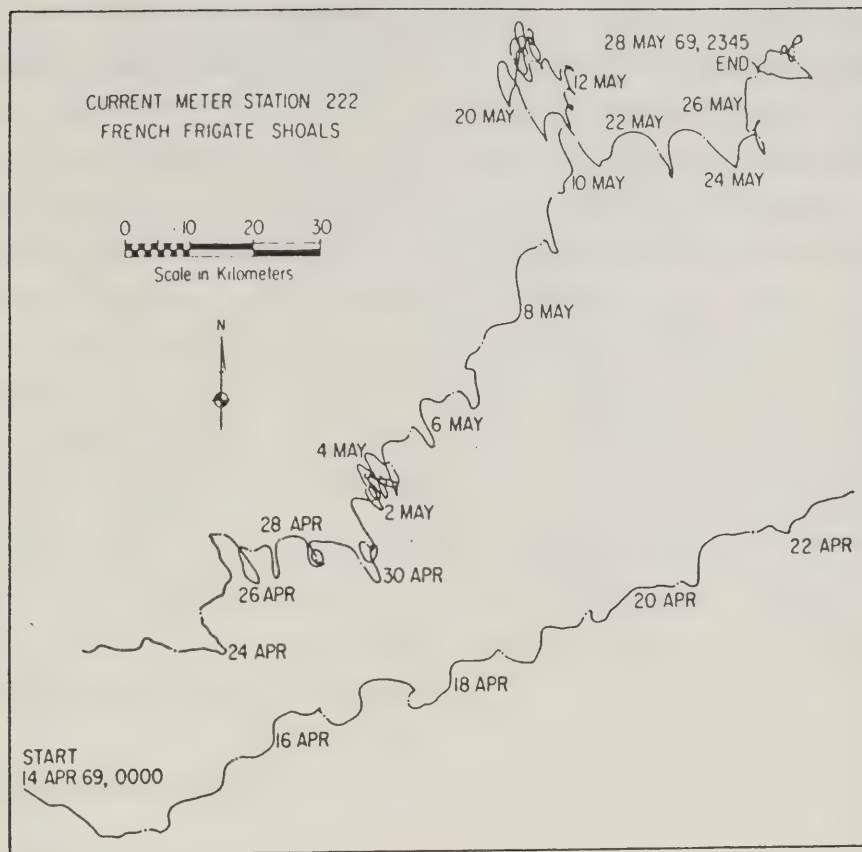 CURRENT METER STATION 222
FRENCH FRIGATE SHOALS
0 10 20 30
Scale in Kilometers
N
28 MAY 69, 2345
END
12 MAY
20 MAY
22 MAY
26 MAY
10 MAY
24 MAY
8 MAY
6 MAY
4 MAY
2 MAY
28 APR
30 APR
26 APR
24 APR
22 APR
20 APR
18 APR
16 APR
START
14 APR 69, 0000